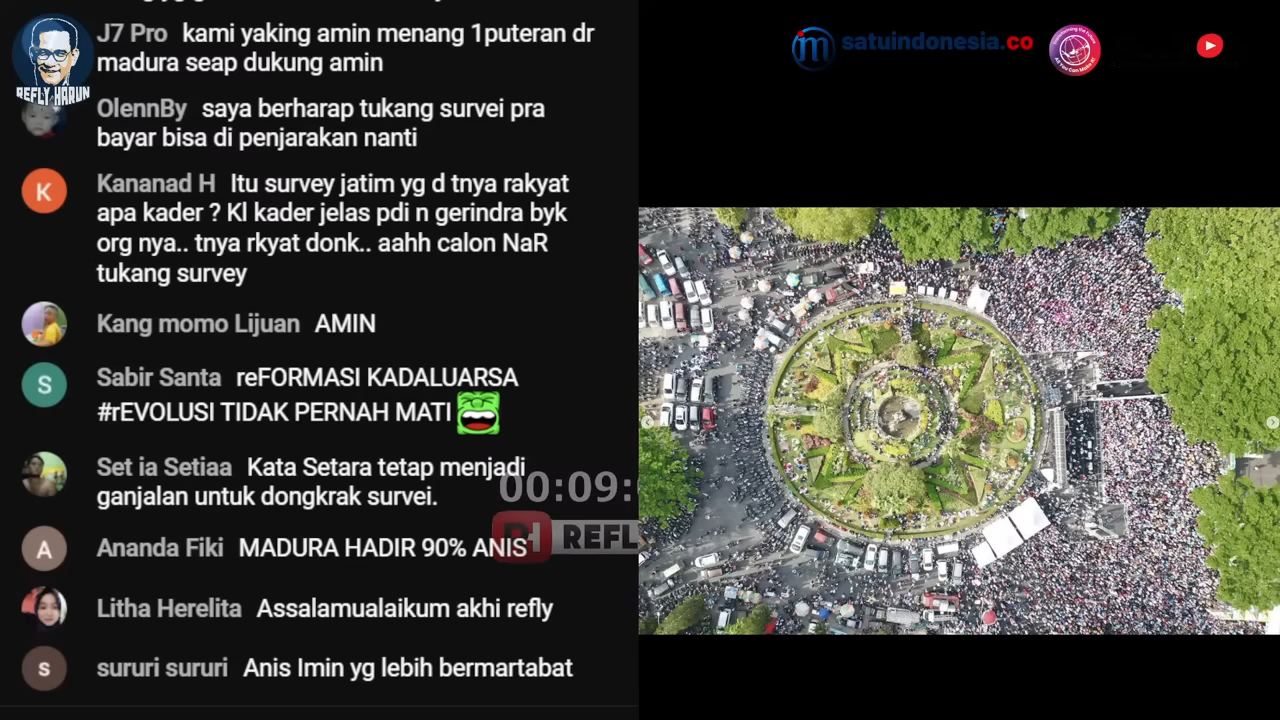 J7 Pro kami yaking amin menang 1puteran dr
madura seap dukung amin
REFLY HARUN
OlennBy saya berharap tukang survei pra
bayar bisa di penjarakan nanti
K
Kananad H Itu survey jatim yg d tnya rakyat
apa kader ? Kl kader jelas pdi n gerindra byk
org nya.. tnya rkyat donk.. aahh calon NaR
tukang survey
Kang momo Lijuan AMIN
S
Sabir Santa reFORMASI KADALUARSA
#rEVOLUSI TIDAK PERNAH MATI
Set ia Setiaa Kata Setara tetap menjadi
ganjalan untuk dongkrak survei.
00:09:
A
Ananda Fiki MADURA HADIR 90% ANIS
RH REFL
Litha Herelita Assalamualaikum akhi refly
s
sururi sururi Anis Imin yg lebih bermartabat
satuindonesia.co